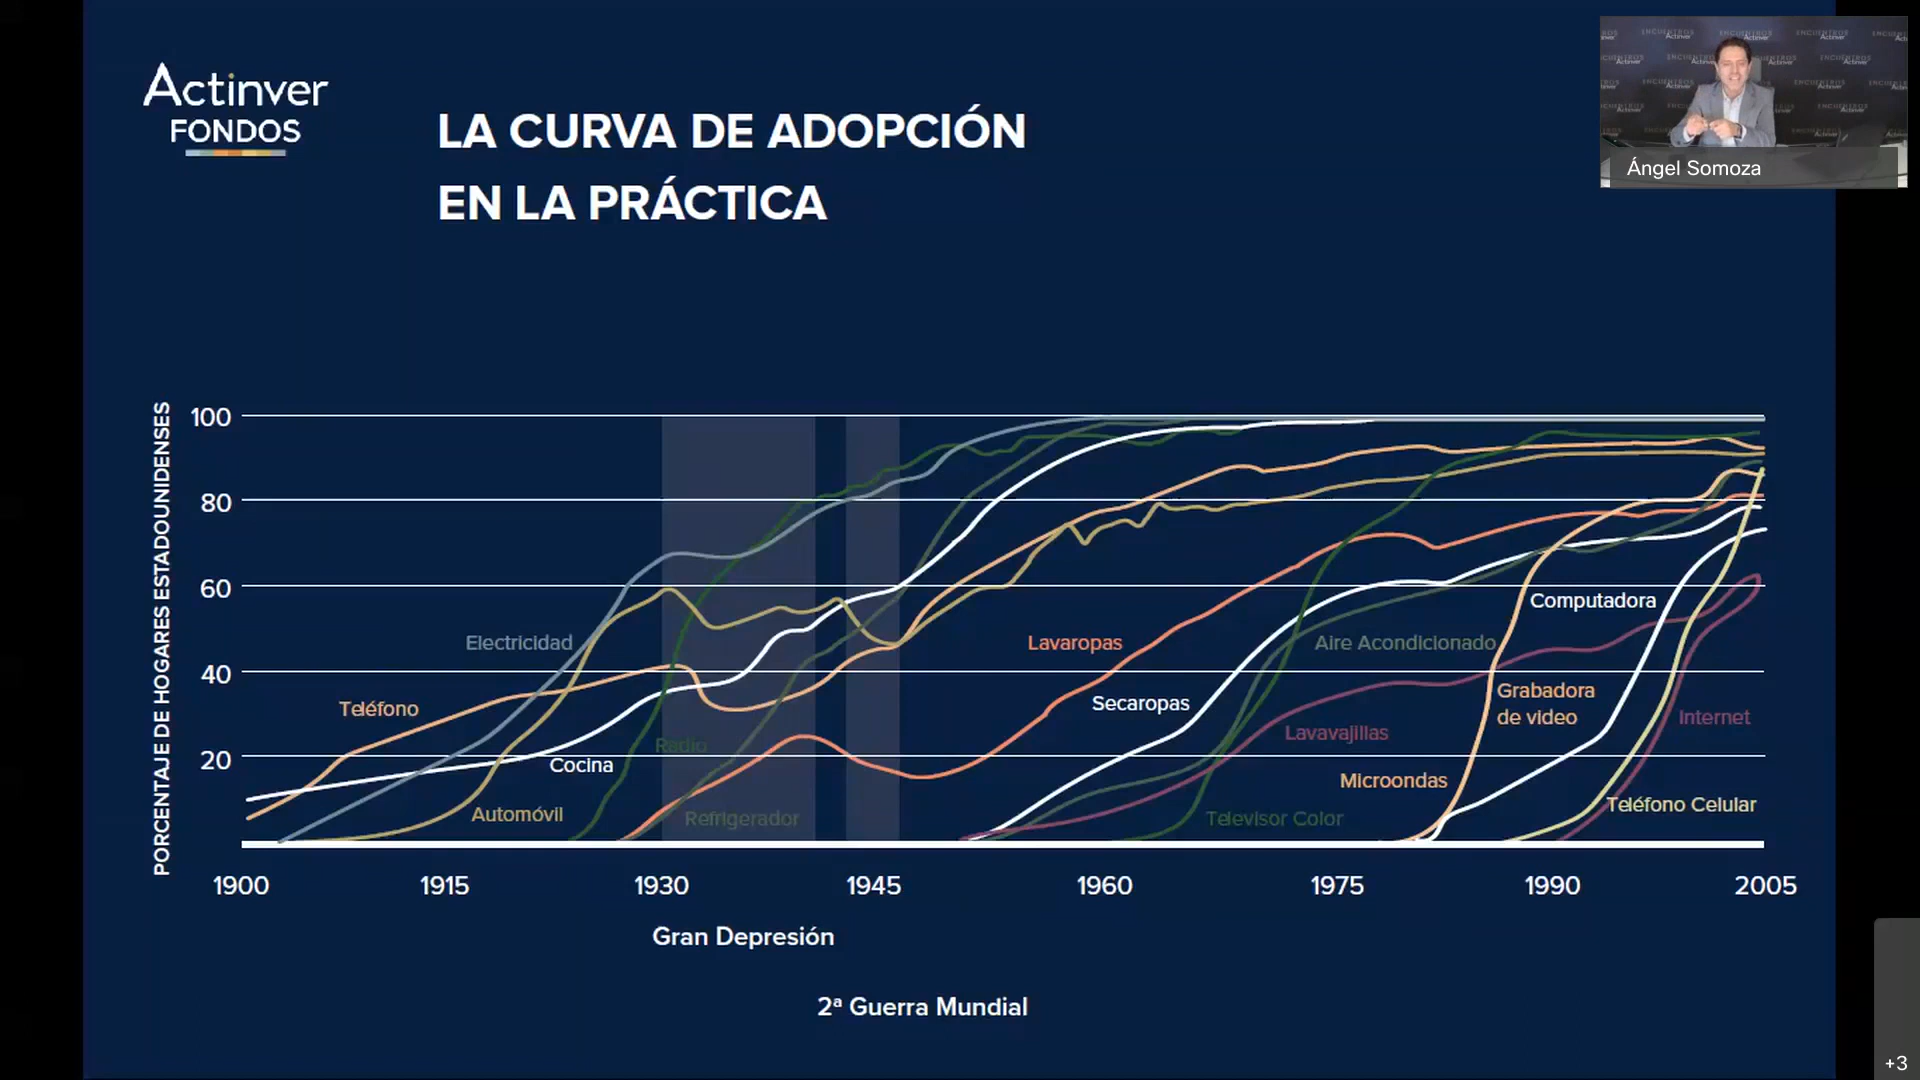 Actinver
FONDOS
LA CURVA DE ADOPCIÓN
EN LA PRÁCTICA
Ángel Somoza
PORCENTAJE DE HOGARES ESTADOUNIDENSES
100
80
60
40
20
Electricidad
Teléfono
Radio
Cocina
Automóvil
Refrigerador
Lavaropas
Secaropas
Aire Acondicionado
Lavavajillas
Microondas
Televisor Color
Computadora
Grabadora
de video
Internet
Teléfono Celular
1900
1915
1930
1945
1960
1975
1990
2005
Gran Depresión
2ª Guerra Mundial
+3